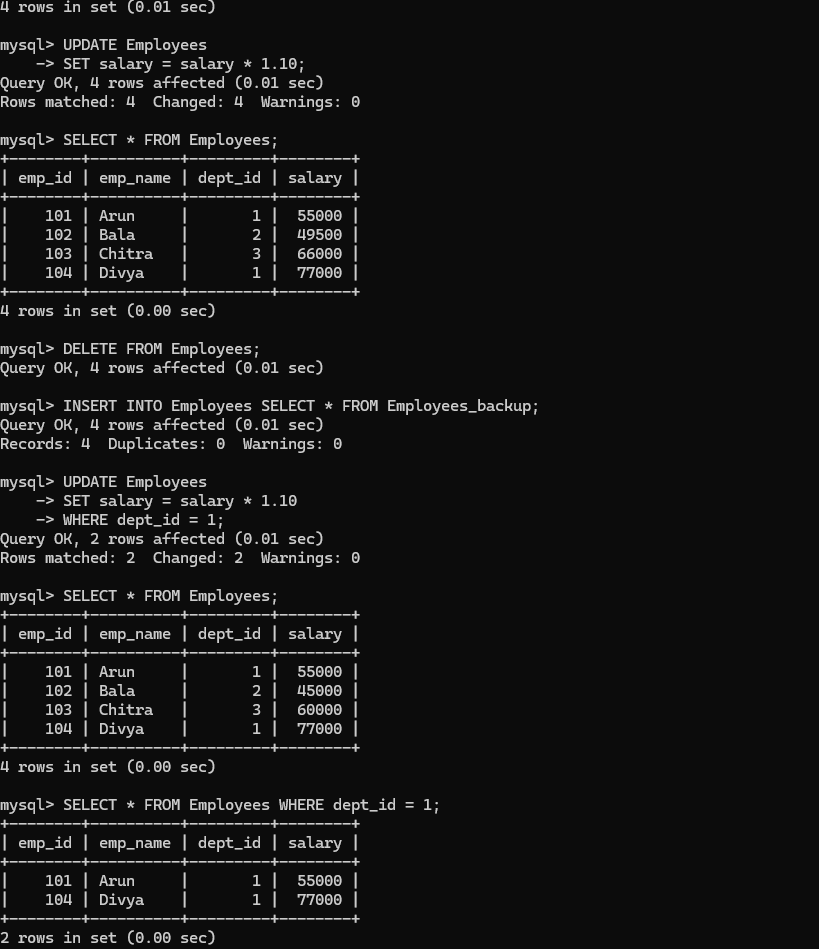 4 rows in set (0.01 sec)

mysql> UPDATE Employees
    -> SET salary = salary * 1.10;
Query OK, 4 rows affected (0.01 sec)
Rows matched: 4  Changed: 4  Warnings: 0

mysql> SELECT * FROM Employees;
+--------+----------+---------+--------+
| emp_id | emp_name | dept_id | salary |
+--------+----------+---------+--------+
|    101 | Arun     |       1 |  55000 |
|    102 | Bala     |       2 |  49500 |
|    103 | Chitra   |       3 |  66000 |
|    104 | Divya    |       1 |  77000 |
+--------+----------+---------+--------+
4 rows in set (0.00 sec)

mysql> DELETE FROM Employees;
Query OK, 4 rows affected (0.01 sec)

mysql> INSERT INTO Employees SELECT * FROM Employees_backup;
Query OK, 4 rows affected (0.01 sec)
Records: 4  Duplicates: 0  Warnings: 0

mysql> UPDATE Employees
    -> SET salary = salary * 1.10
    -> WHERE dept_id = 1;
Query OK, 2 rows affected (0.01 sec)
Rows matched: 2  Changed: 2  Warnings: 0

mysql> SELECT * FROM Employees;
+--------+----------+---------+--------+
| emp_id | emp_name | dept_id | salary |
+--------+----------+---------+--------+
|    101 | Arun     |       1 |  55000 |
|    102 | Bala     |       2 |  45000 |
|    103 | Chitra   |       3 |  60000 |
|    104 | Divya    |       1 |  77000 |
+--------+----------+---------+--------+
4 rows in set (0.00 sec)

mysql> SELECT * FROM Employees WHERE dept_id = 1;
+--------+----------+---------+--------+
| emp_id | emp_name | dept_id | salary |
+--------+----------+---------+--------+
|    101 | Arun     |       1 |  55000 |
|    104 | Divya    |       1 |  77000 |
+--------+----------+---------+--------+
2 rows in set (0.00 sec)